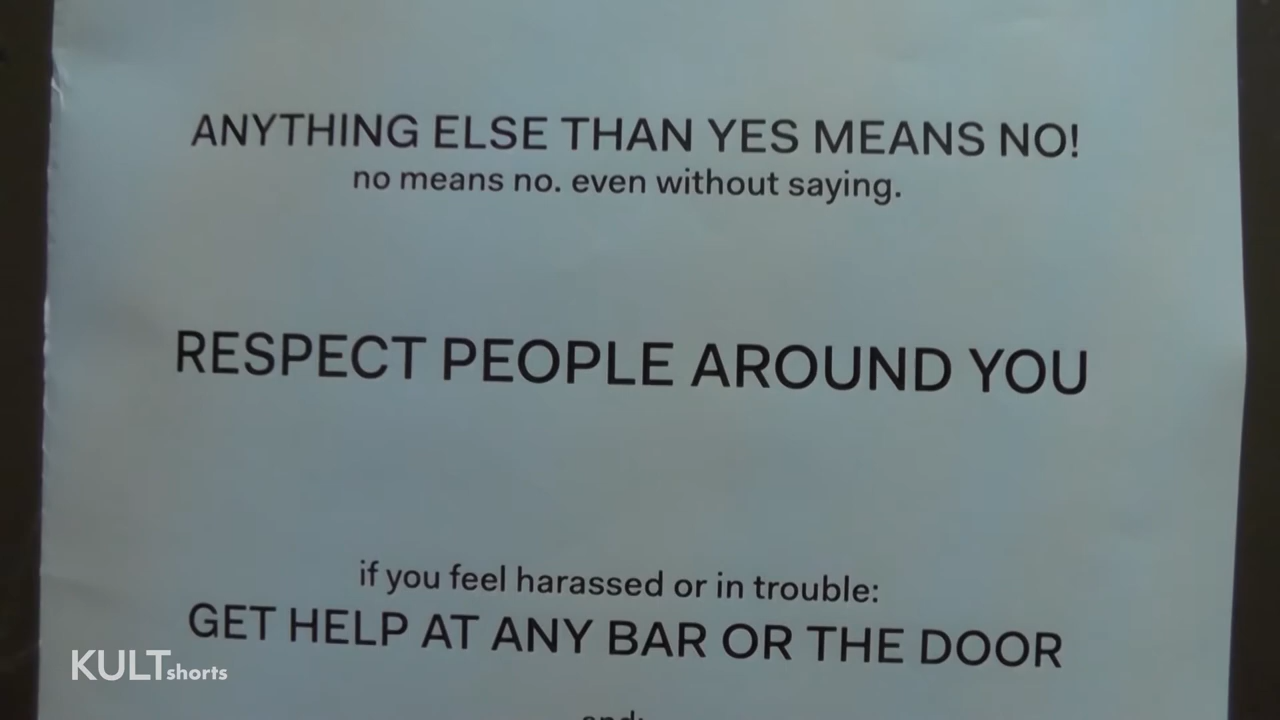 ANYTHING ELSE THAN YES MEANS NO!
no means no. even without saying.
RESPECT PEOPLE AROUND YOU
if you feel harassed or in trouble:
GET HELP AT ANY BAR OR THE DOOR
KULTshorts